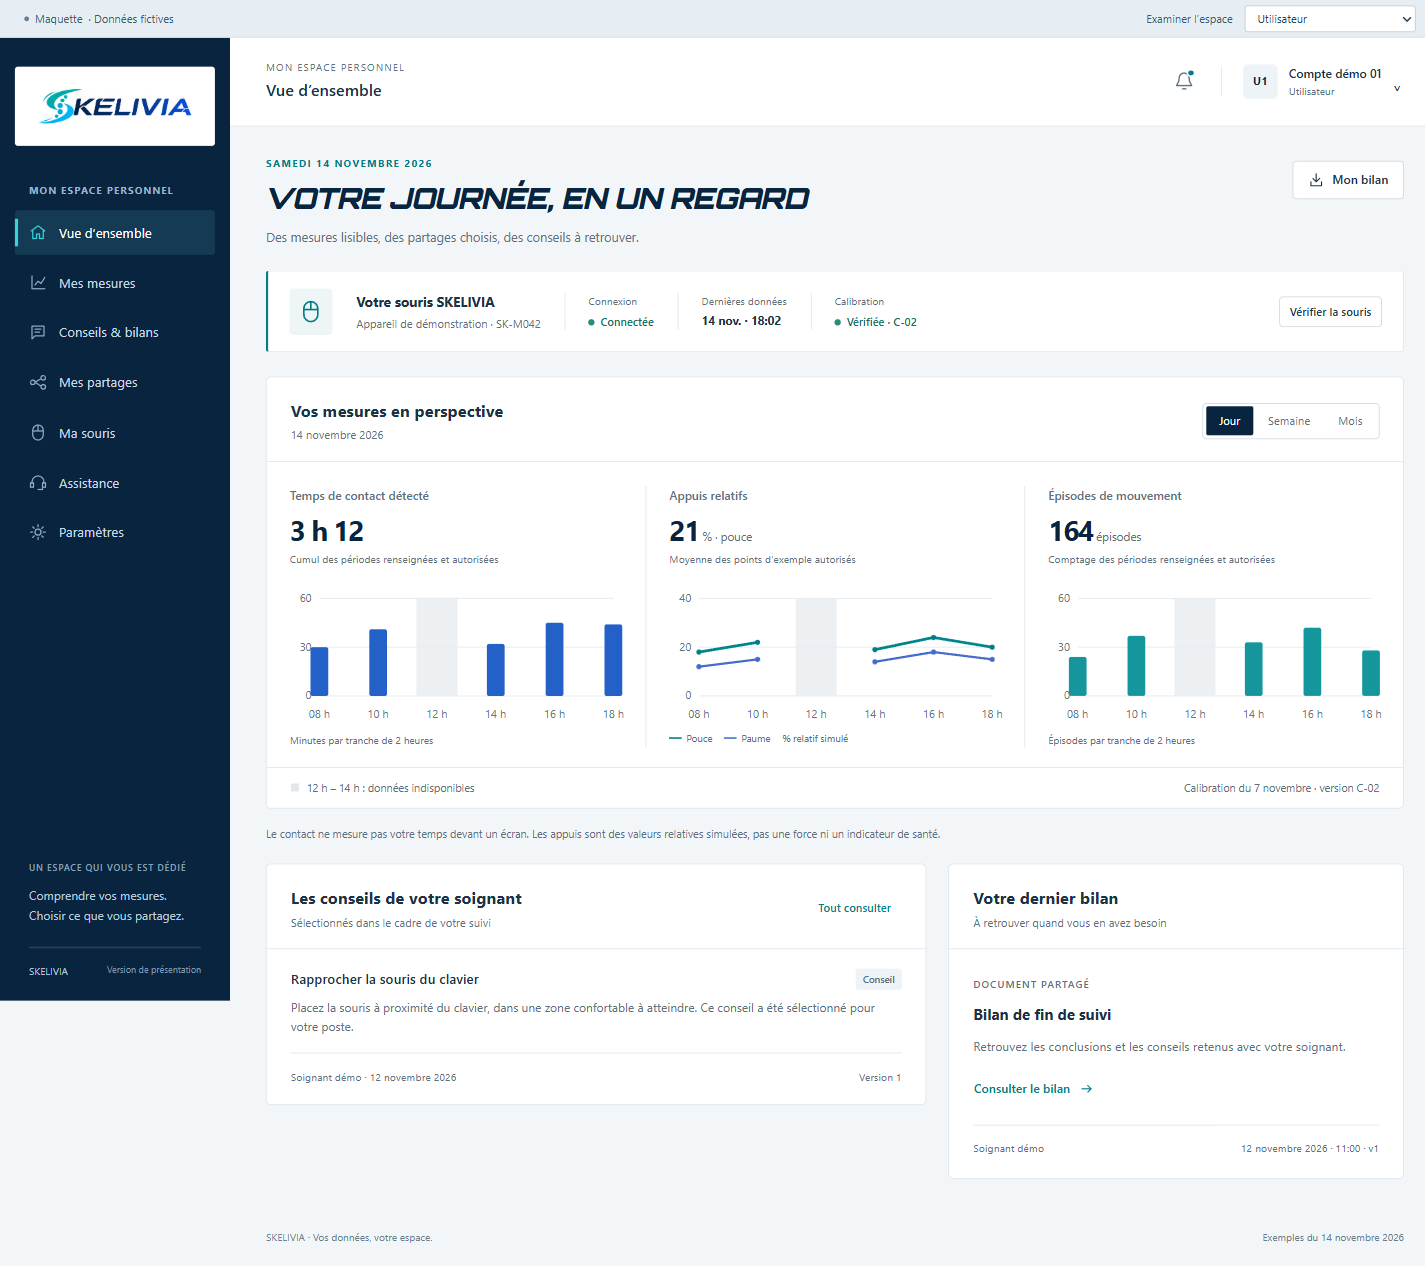 Maquette · Données fictives
Examiner l'espace
Utilisateur
SKELIVIA
MON ESPACE PERSONNEL
Vue d'ensemble
Mes mesures
Conseils & bilans
Mes partages
Ma souris
Assistance
Paramètres
UN ESPACE QUI VOUS EST DÉDIÉ
Comprendre vos mesures.
Choisir ce que vous partagez.
SKELIVIA
Version de présentation
MON ESPACE PERSONNEL
Vue d'ensemble
U1
Compte démo 01
Utilisateur
SAMEDI 14 NOVEMBRE 2026
VOTRE JOURNÉE, EN UN REGARD
Des mesures lisibles, des partages choisis, des conseils à retrouver.
Mon bilan
Votre souris SKELIVIA
Appareil de démonstration · SK-M042
Connexion
Connectée
Dernières données
14 nov. · 18:02
Calibration
Vérifiée · C-02
Vérifier la souris
Vos mesures en perspective
14 novembre 2026
Jour
Semaine
Mois
Temps de contact détecté
3 h 12
Cumul des périodes renseignées et autorisées
60
30
0
08 h
10 h
12 h
14 h
16 h
18 h
Minutes par tranche de 2 heures
Appuis relatifs
21 % · pouce
Moyenne des points d'exemple autorisés
40
20
0
08 h
10 h
12 h
14 h
16 h
18 h
Pouce
Paume
% relatif simulé
Épisodes de mouvement
164 épisodes
Comptage des périodes renseignées et autorisées
60
30
0
08 h
10 h
12 h
14 h
16 h
18 h
Épisodes par tranche de 2 heures
12 h – 14 h : données indisponibles
Calibration du 7 novembre · version C-02
Le contact ne mesure pas votre temps devant un écran. Les appuis sont des valeurs relatives simulées, pas une force ni un indicateur de santé.
Les conseils de votre soignant
Sélectionnés dans le cadre de votre suivi
Tout consulter
Rapprocher la souris du clavier
Conseil
Placez la souris à proximité du clavier, dans une zone confortable à atteindre. Ce conseil a été sélectionné pour
votre poste.
Soignant démo · 12 novembre 2026
Version 1
Votre dernier bilan
À retrouver quand vous en avez besoin
DOCUMENT PARTAGÉ
Bilan de fin de suivi
Retrouvez les conclusions et les conseils retenus avec votre soignant.
Consulter le bilan →
Soignant démo
12 novembre 2026 · 11:00 · v1
SKELIVIA · Vos données, votre espace.
Exemples du 14 novembre 2026